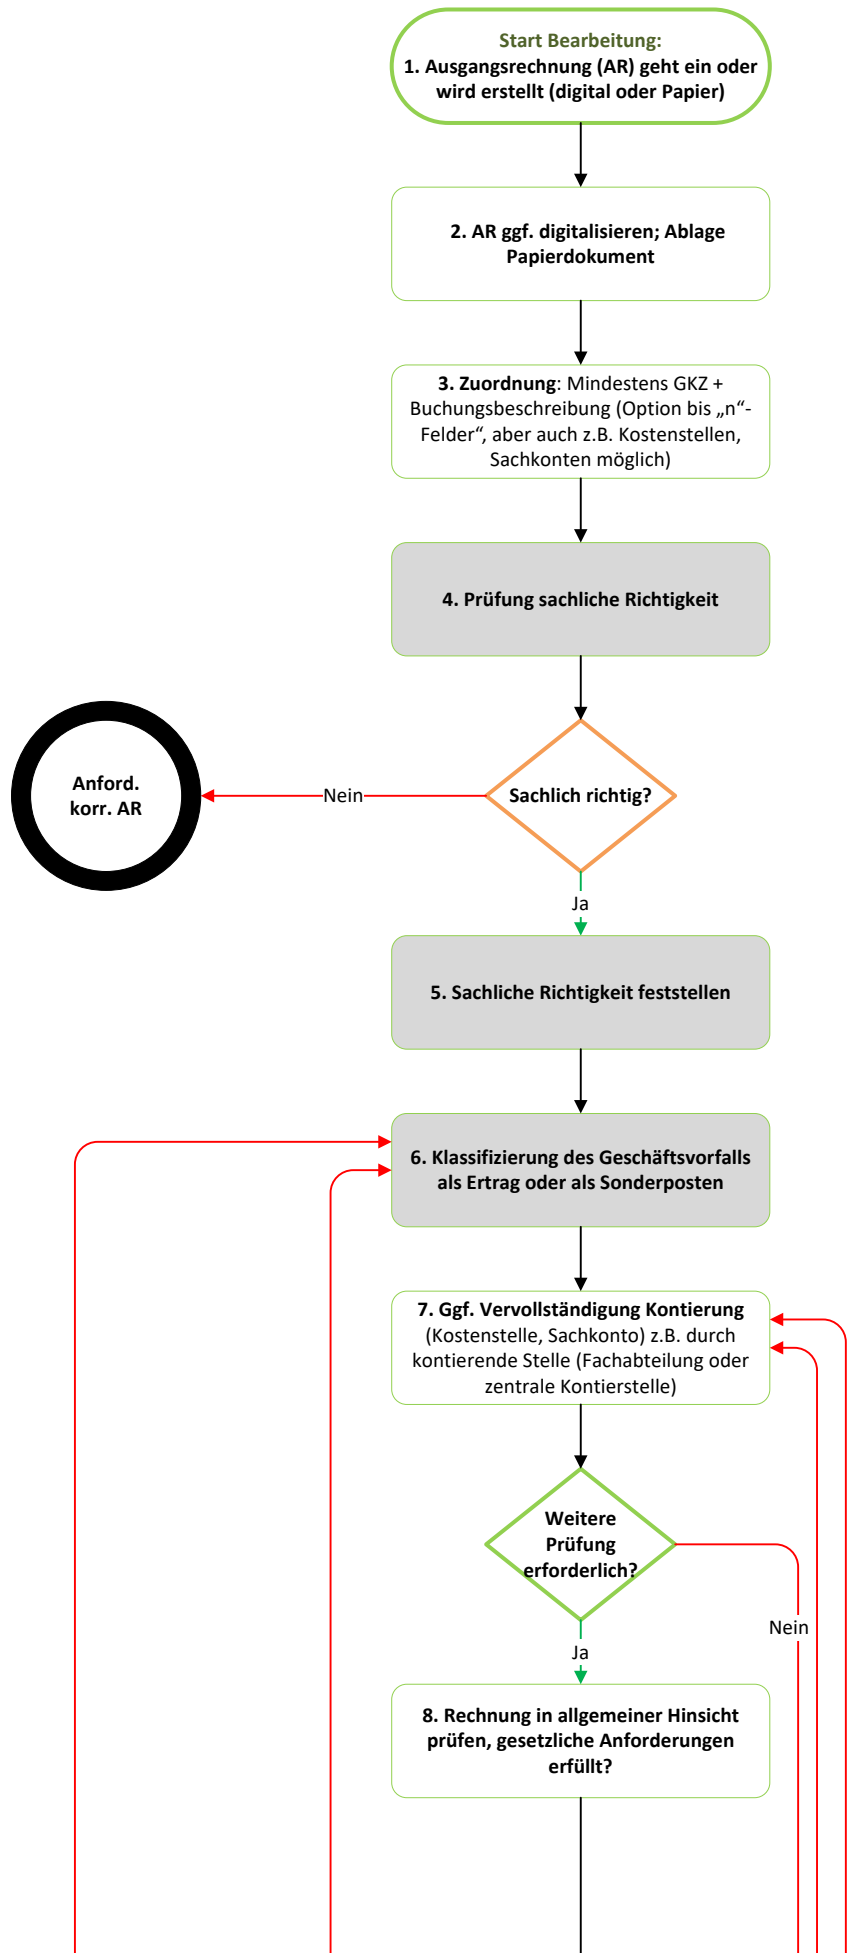 Start Bearbeitung:
1. Ausgangsrechnung (AR) geht ein oder
wird erstellt (digital oder Papier)
2. AR ggf. digitalisieren; Ablage
Papierdokument
3. Zuordnung: Mindestens GKZ +
Buchungsbeschreibung (Option bis „n“-
Felder“, aber auch z.B. Kostenstellen,
Sachkonten möglich)
4. Prüfung sachliche Richtigkeit
Anford.
korr. AR
Nein
Sachlich richtig?
Ja
5. Sachliche Richtigkeit feststellen
6. Klassifizierung des Geschäftsvorfalls
als Ertrag oder als Sonderposten
7. Ggf. Vervollständigung Kontierung
(Kostenstelle, Sachkonto) z.B. durch
kontierende Stelle (Fachabteilung oder
zentrale Kontierstelle)
Weitere
Prüfung
erforderlich?
Nein
Ja
8. Rechnung in allgemeiner Hinsicht
prüfen, gesetzliche Anforderungen
erfüllt?